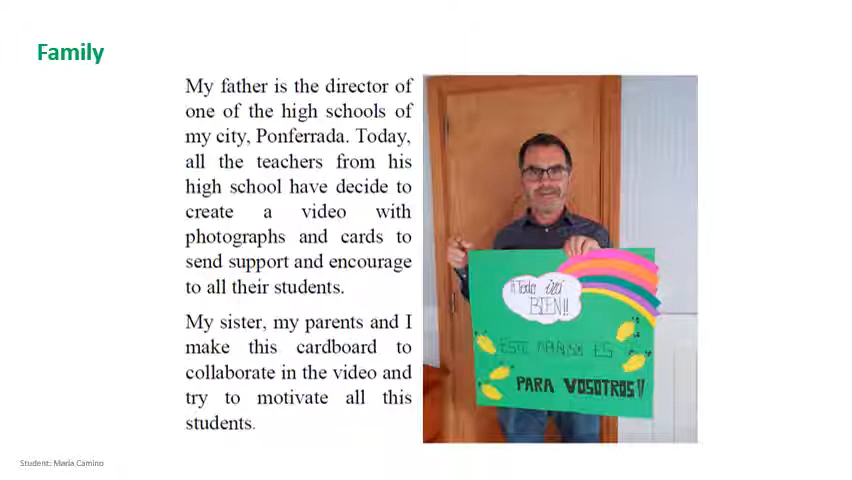 Family
My father is the director of
one of the high schools of
my city, Ponferrada. Today,
all the teachers from his
high school have decide to
create a video with
photographs and cards to
send support and encourage
to all their students.
My sister, my parents and I
make this cardboard to
collaborate in the video and
try to motivate all this
students.
¡¡Todo irá
BIEN!!
ESTE APLAUSO ES
PARA VOSOTROS!!
Student: María Camino